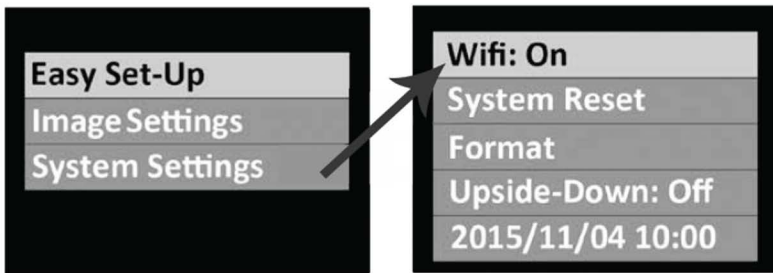 Easy Set-Up
Image Settings
System Settings
Wifi: On
System Reset
Format
Upside-Down: Off
2015/11/04 10:00